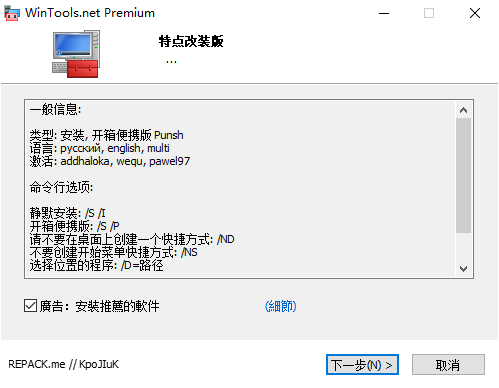 WinTools.net Premium
特点改装版
...
一般信息:
类型: 安装, 开箱便携版 Punsh
语言: русский, english, multi
激活: addhaloka, wequ, pawel97
命令行选项:
静默安装: /S /I
开箱便携版: /S /P
请不要在桌面上创建一个快捷方式: /ND
不要创建开始菜单快捷方式: /NS
选择位置的程序: /D=路径
廣告: 安裝推薦的軟件 (細節)
REPACK.me // KpoJIuK 下一步(N) > 取消